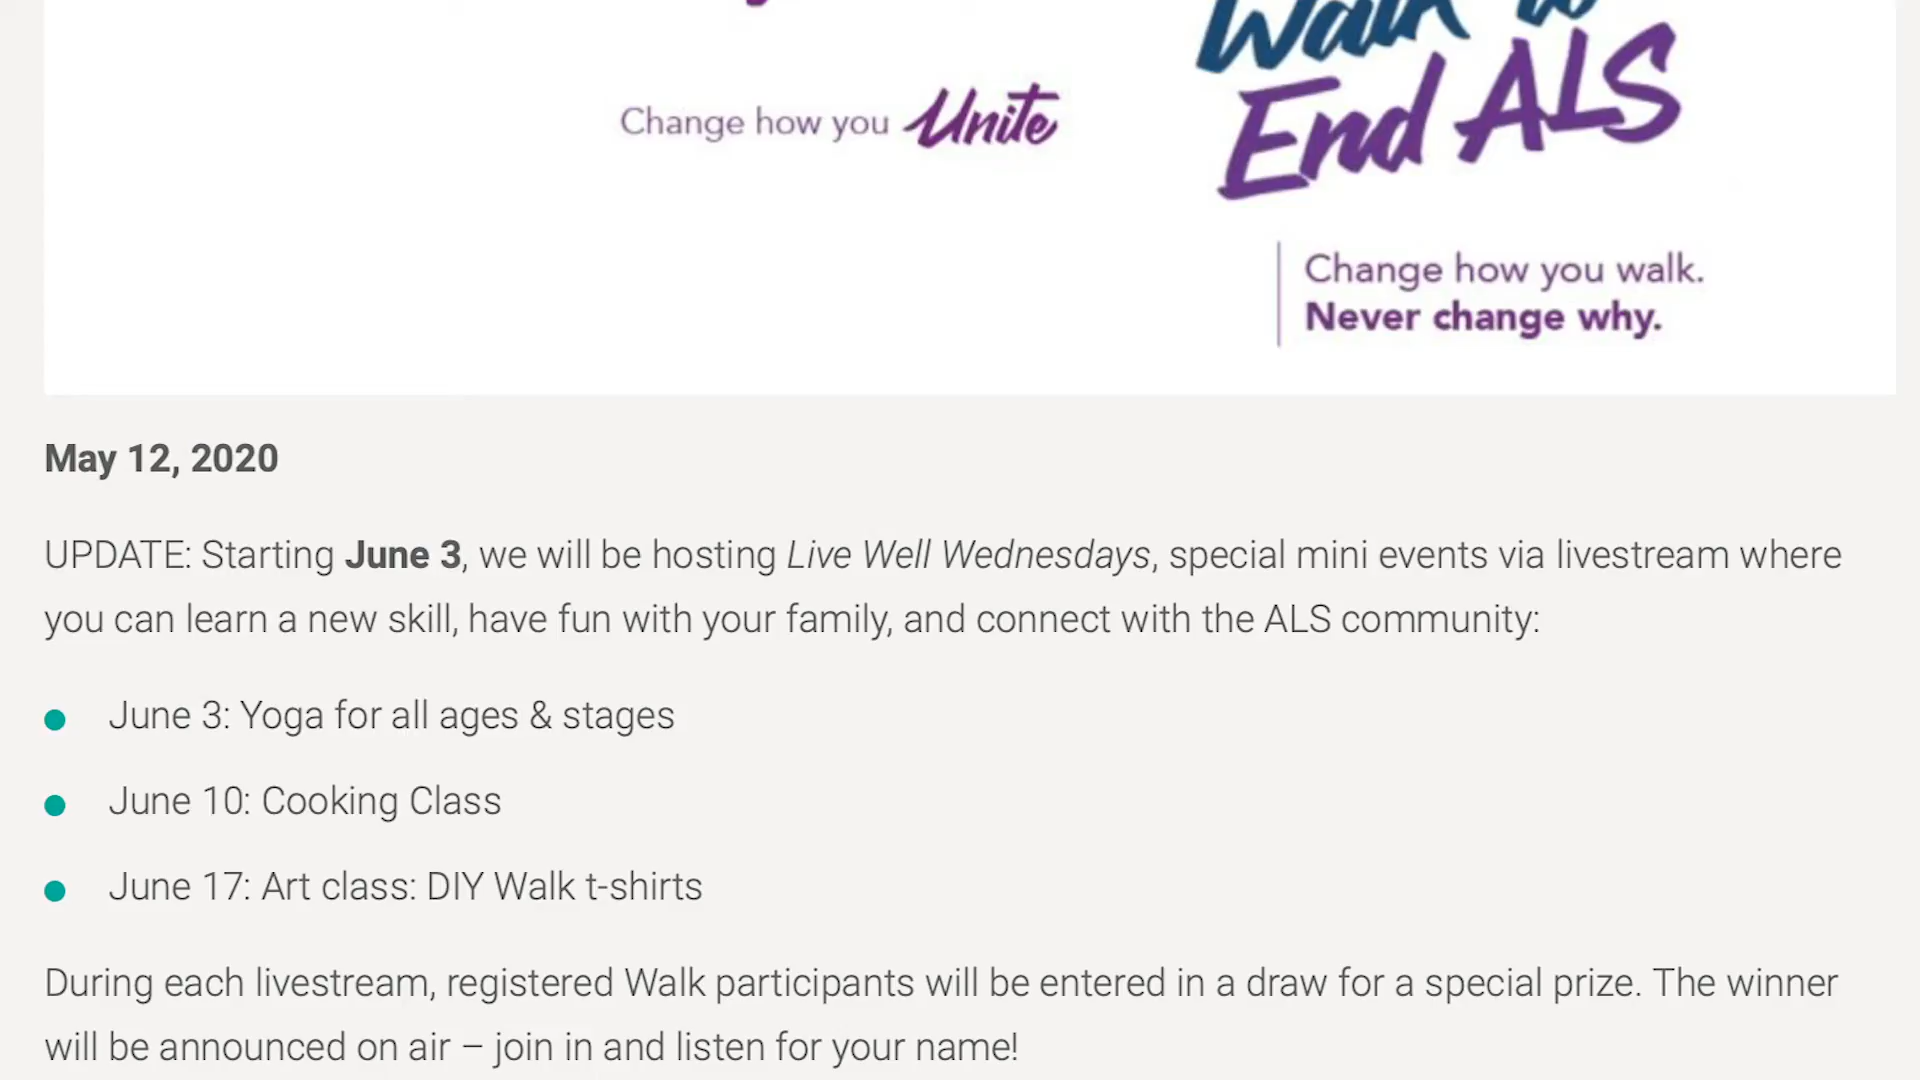 Walk to
Change how you Unite
End ALS
Change how you walk.
Never change why.
May 12, 2020
UPDATE: Starting June 3, we will be hosting Live Well Wednesdays, special mini events via livestream where
you can learn a new skill, have fun with your family, and connect with the ALS community:
June 3: Yoga for all ages & stages
June 10: Cooking Class
June 17: Art class: DIY Walk t-shirts
During each livestream, registered Walk participants will be entered in a draw for a special prize. The winner
will be announced on air – join in and listen for your name!